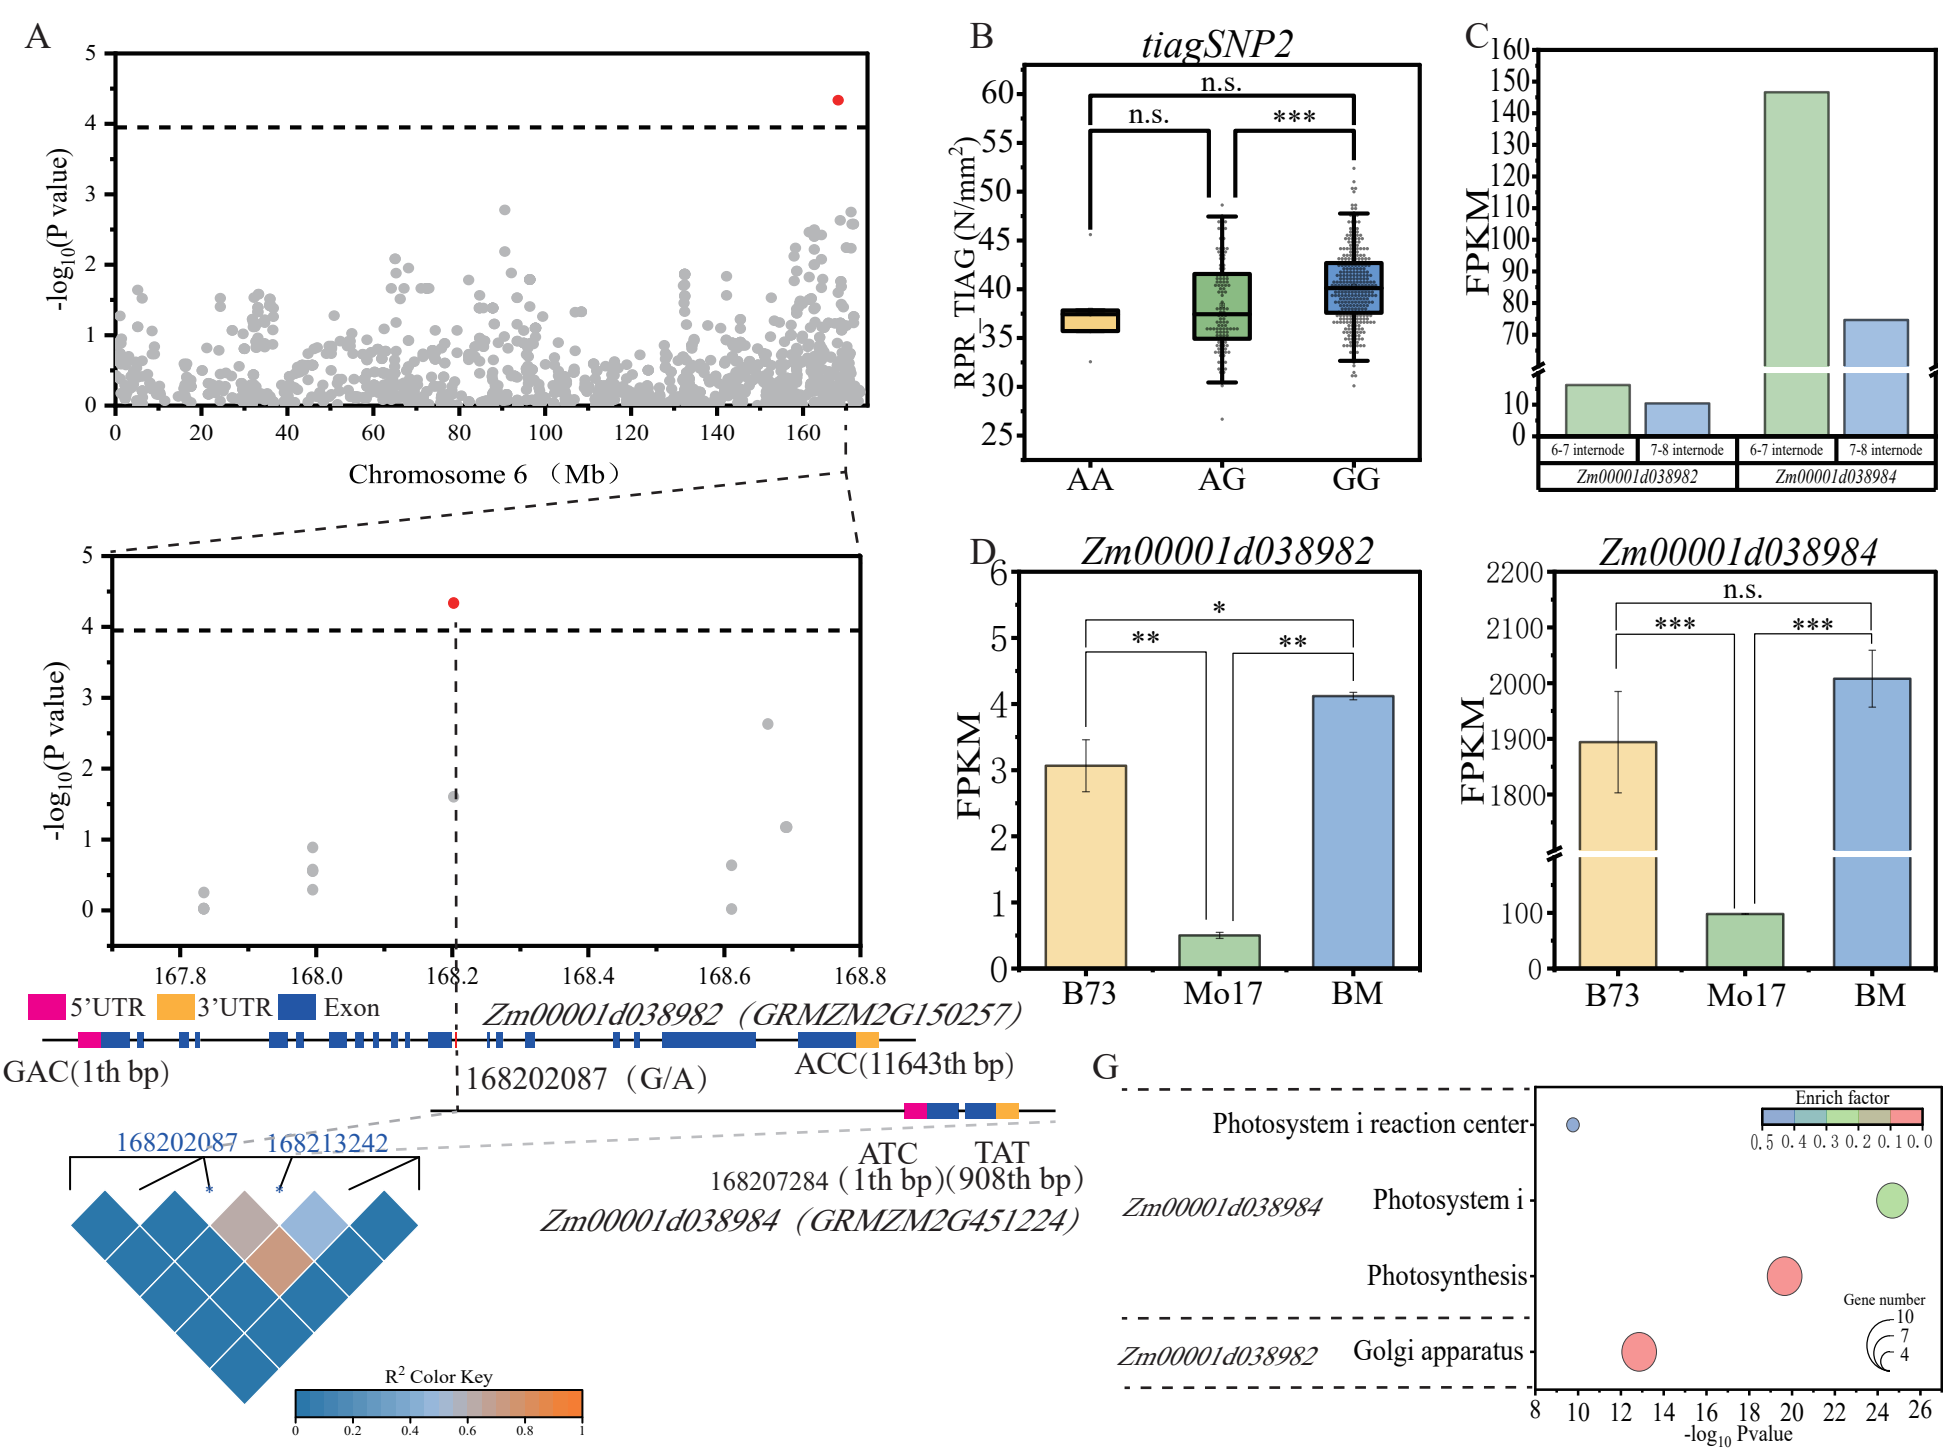 A
5
4
3
2
1
0
-log10(P value)
0 20 40 60 80 100 120 140 160
Chromosome 6 （Mb）
5
4
3
2
1
0
-log10(P value)
167.8 168.0 168.2 168.4 168.6 168.8
5’UTR 3’UTR Exon
Zm00001d038982 (GRMZM2G150257)
GAC(1th bp)
ACC(11643th bp)
168202087 (G/A)
168202087 168213242
* *
ATC TAT
168207284 (1th bp)(908th bp)
Zm00001d038984 (GRMZM2G451224)
R2 Color Key
0 0.2 0.4 0.6 0.8 1
B
tiagSNP2
n.s.
n.s. ***
60
55
50
45
40
35
30
25
RPR_TIAG (N/mm2)
AA AG GG
C
160
150
140
130
120
110
100
90
80
70
10
0
FPKM
6-7 internode 7-8 internode 6-7 internode 7-8 internode
Zm00001d038982 Zm00001d038984
D
Zm00001d038982
*
** **
6
5
4
3
2
1
0
FPKM
B73 Mo17 BM
Zm00001d038984
n.s.
*** ***
2200
2100
2000
1900
1800
100
0
FPKM
B73 Mo17 BM
G
Photosystem i reaction center
Photosystem i
Zm00001d038984
Photosynthesis
Zm00001d038982 Golgi apparatus
Enrich factor
0.5 0.4 0.3 0.2 0.1 0.0
Gene number
10
7
4
8 10 12 14 16 18 20 22 24 26
-log10 Pvalue